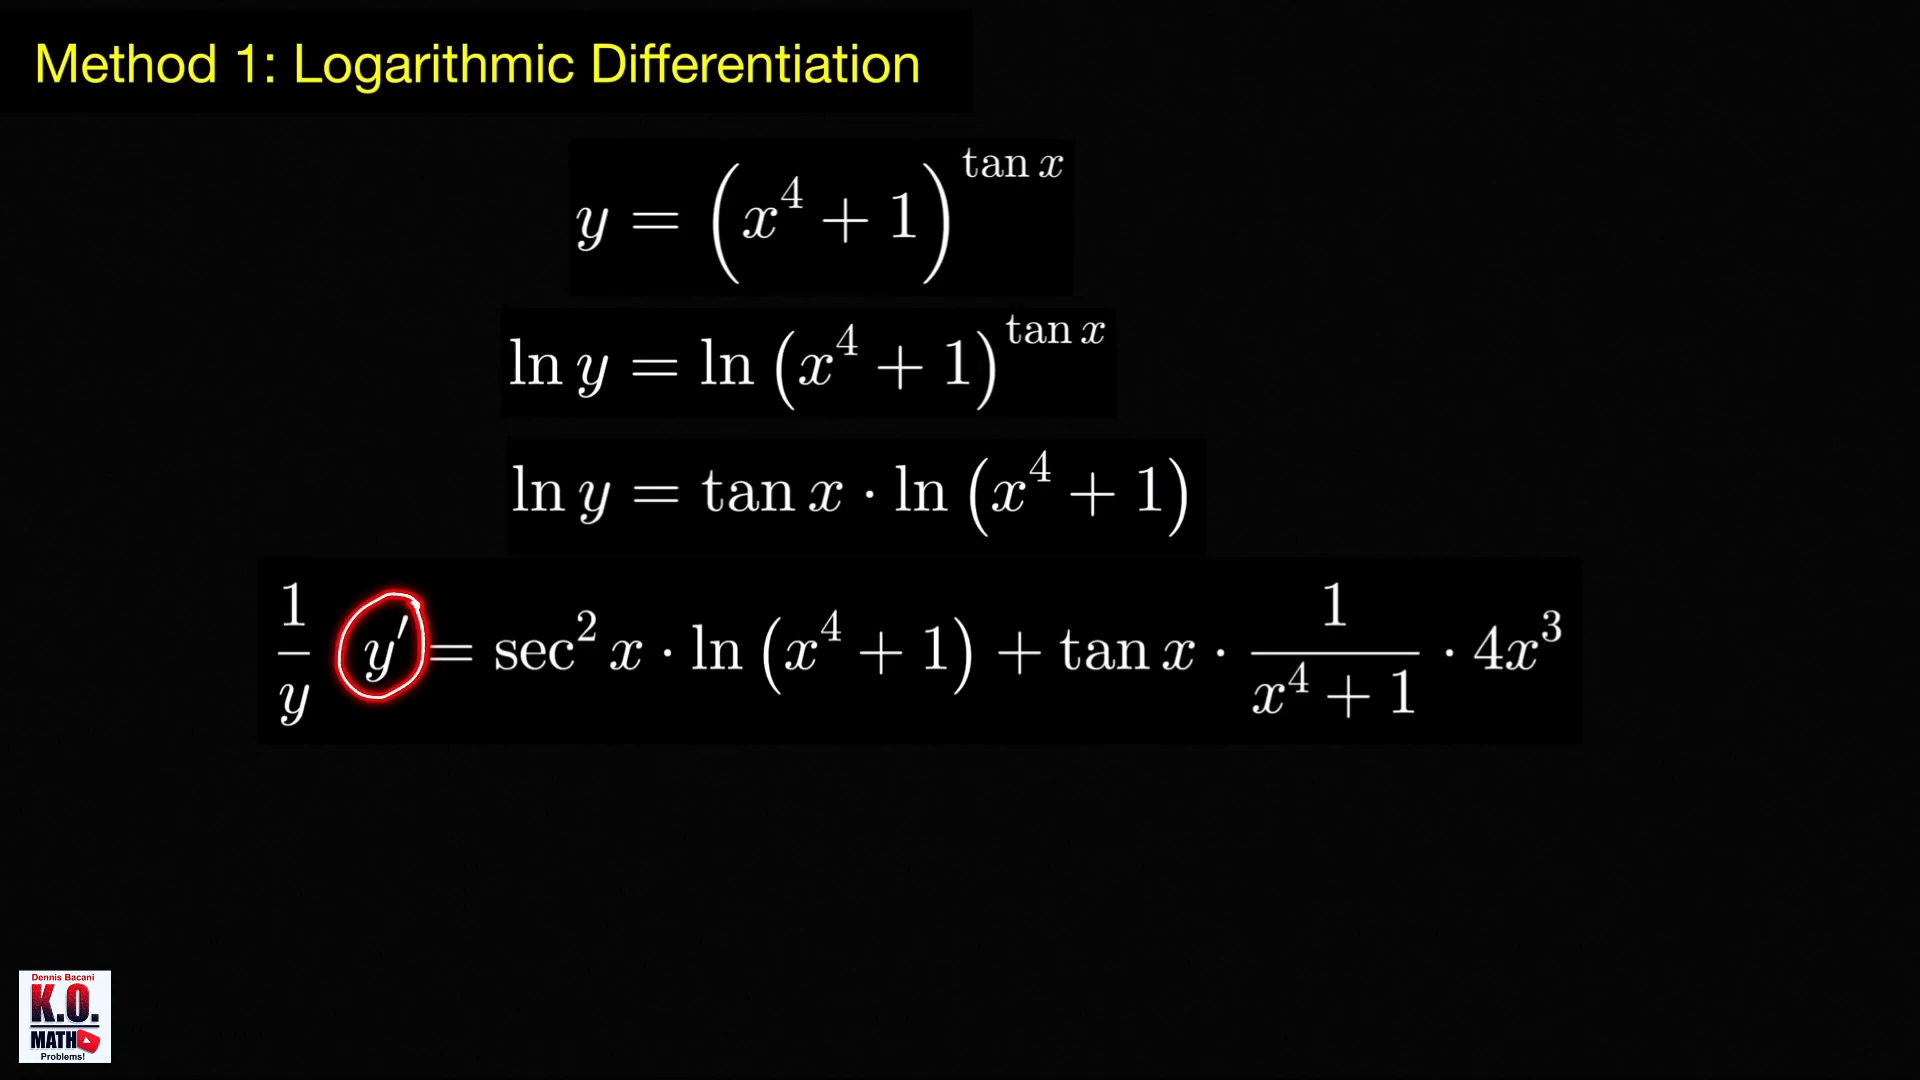 Method 1: Logarithmic Differentiation
y = (x⁴ + 1)^(tan x)
ln y = ln (x⁴ + 1)^(tan x)
ln y = tan x · ln (x⁴ + 1)
1/y y′ = sec² x · ln (x⁴ + 1) + tan x · 1/(x⁴ + 1) · 4x³
Dennis Bacani
K.O.
MATH
Problems!